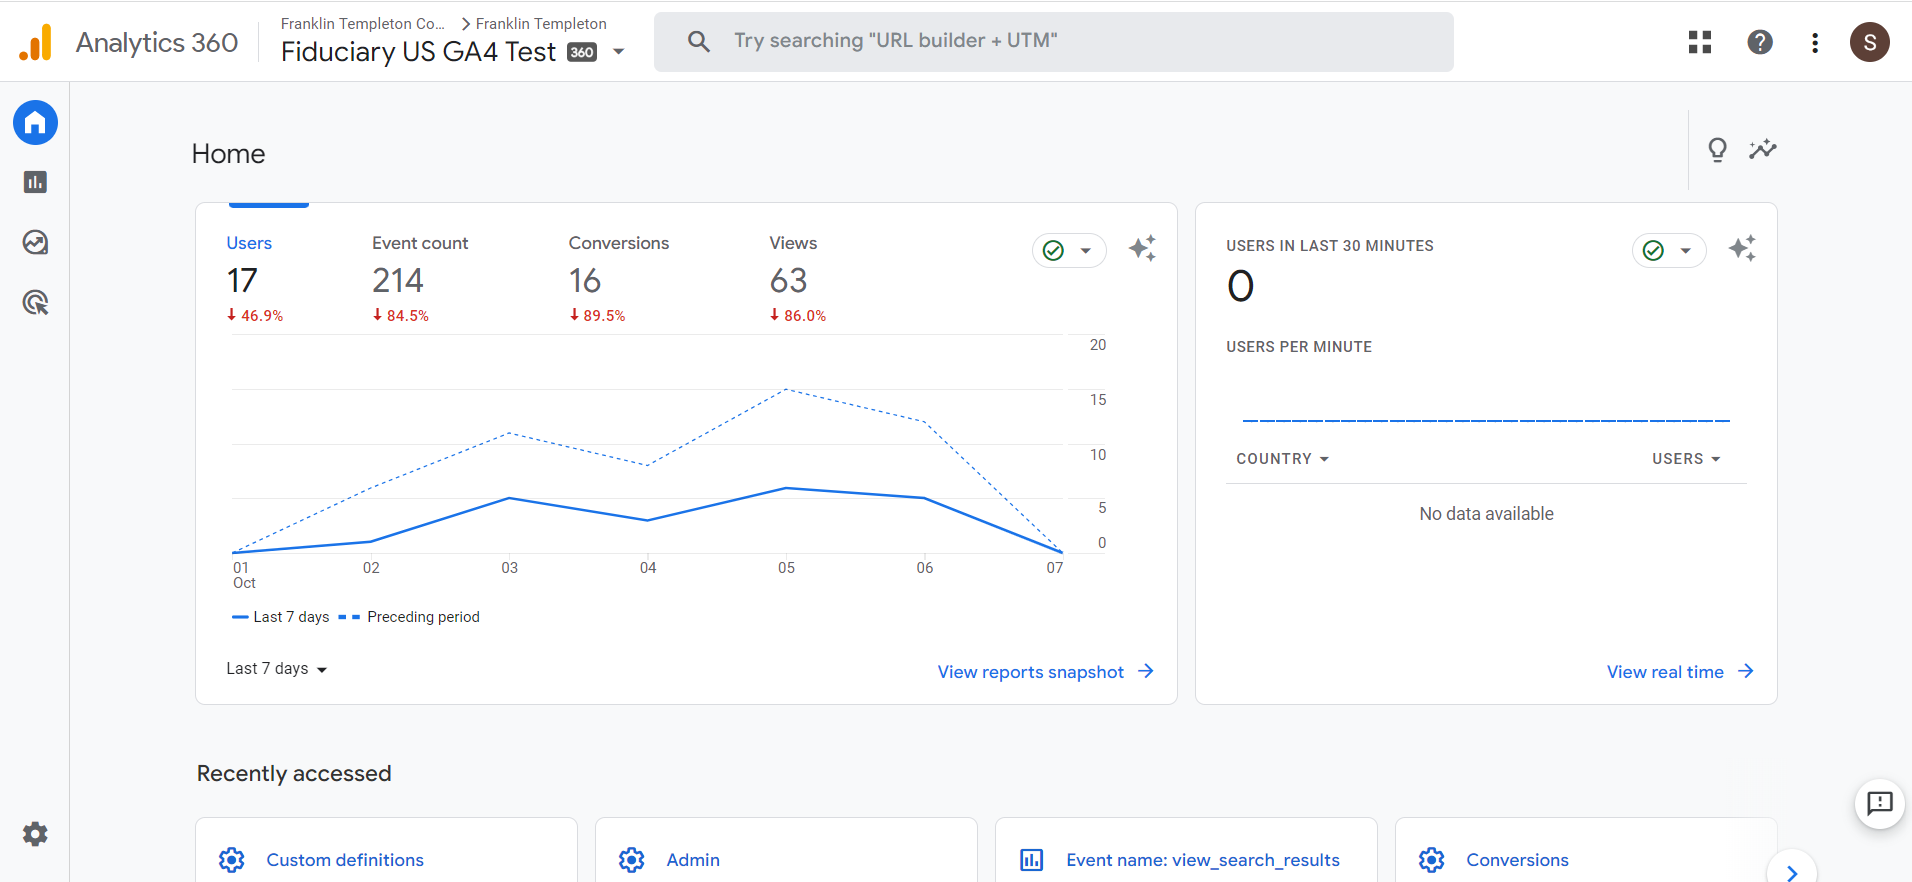 Analytics 360
Franklin Templeton Co... > Franklin Templeton
Fiduciary US GA4 Test 360
Try searching "URL builder + UTM"
S
Home
Users
17
46.9%
Event count
214
84.5%
Conversions
16
89.5%
Views
63
86.0%
20
15
10
5
0
01 02 03 04 05 06 07
Oct
Last 7 days Preceding period
Last 7 days
View reports snapshot
USERS IN LAST 30 MINUTES
0
USERS PER MINUTE
COUNTRY USERS
No data available
View real time
Recently accessed
Custom definitions
Admin
Event name: view_search_results
Conversions